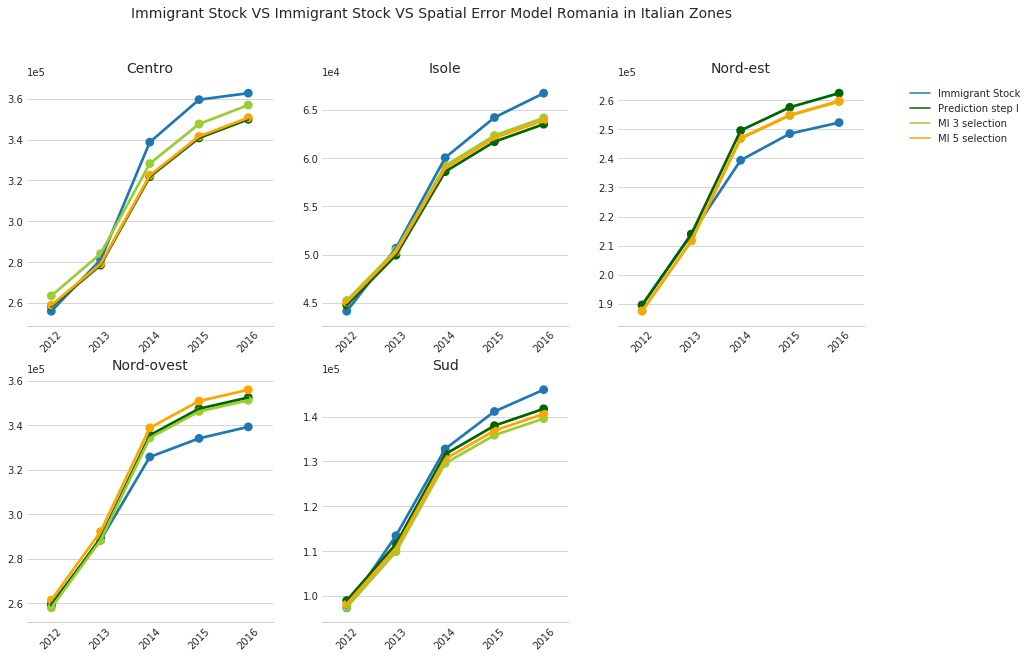 Immigrant Stock VS Immigrant Stock VS Spatial Error Model Romania in Italian Zones
Centro
1e5
3.6
3.4
3.2
3.0
2.8
2.6
2012 2013 2014 2015 2016
Isole
1e4
6.5
6.0
5.5
5.0
4.5
2012 2013 2014 2015 2016
Nord-est
1e5
2.6
2.5
2.4
2.3
2.2
2.1
2.0
1.9
2012 2013 2014 2015 2016
Immigrant Stock
Prediction step I
MI 3 selection
MI 5 selection
Nord-ovest
1e5
3.6
3.4
3.2
3.0
2.8
2.6
2012 2013 2014 2015 2016
Sud
1e5
1.4
1.3
1.2
1.1
1.0
2012 2013 2014 2015 2016